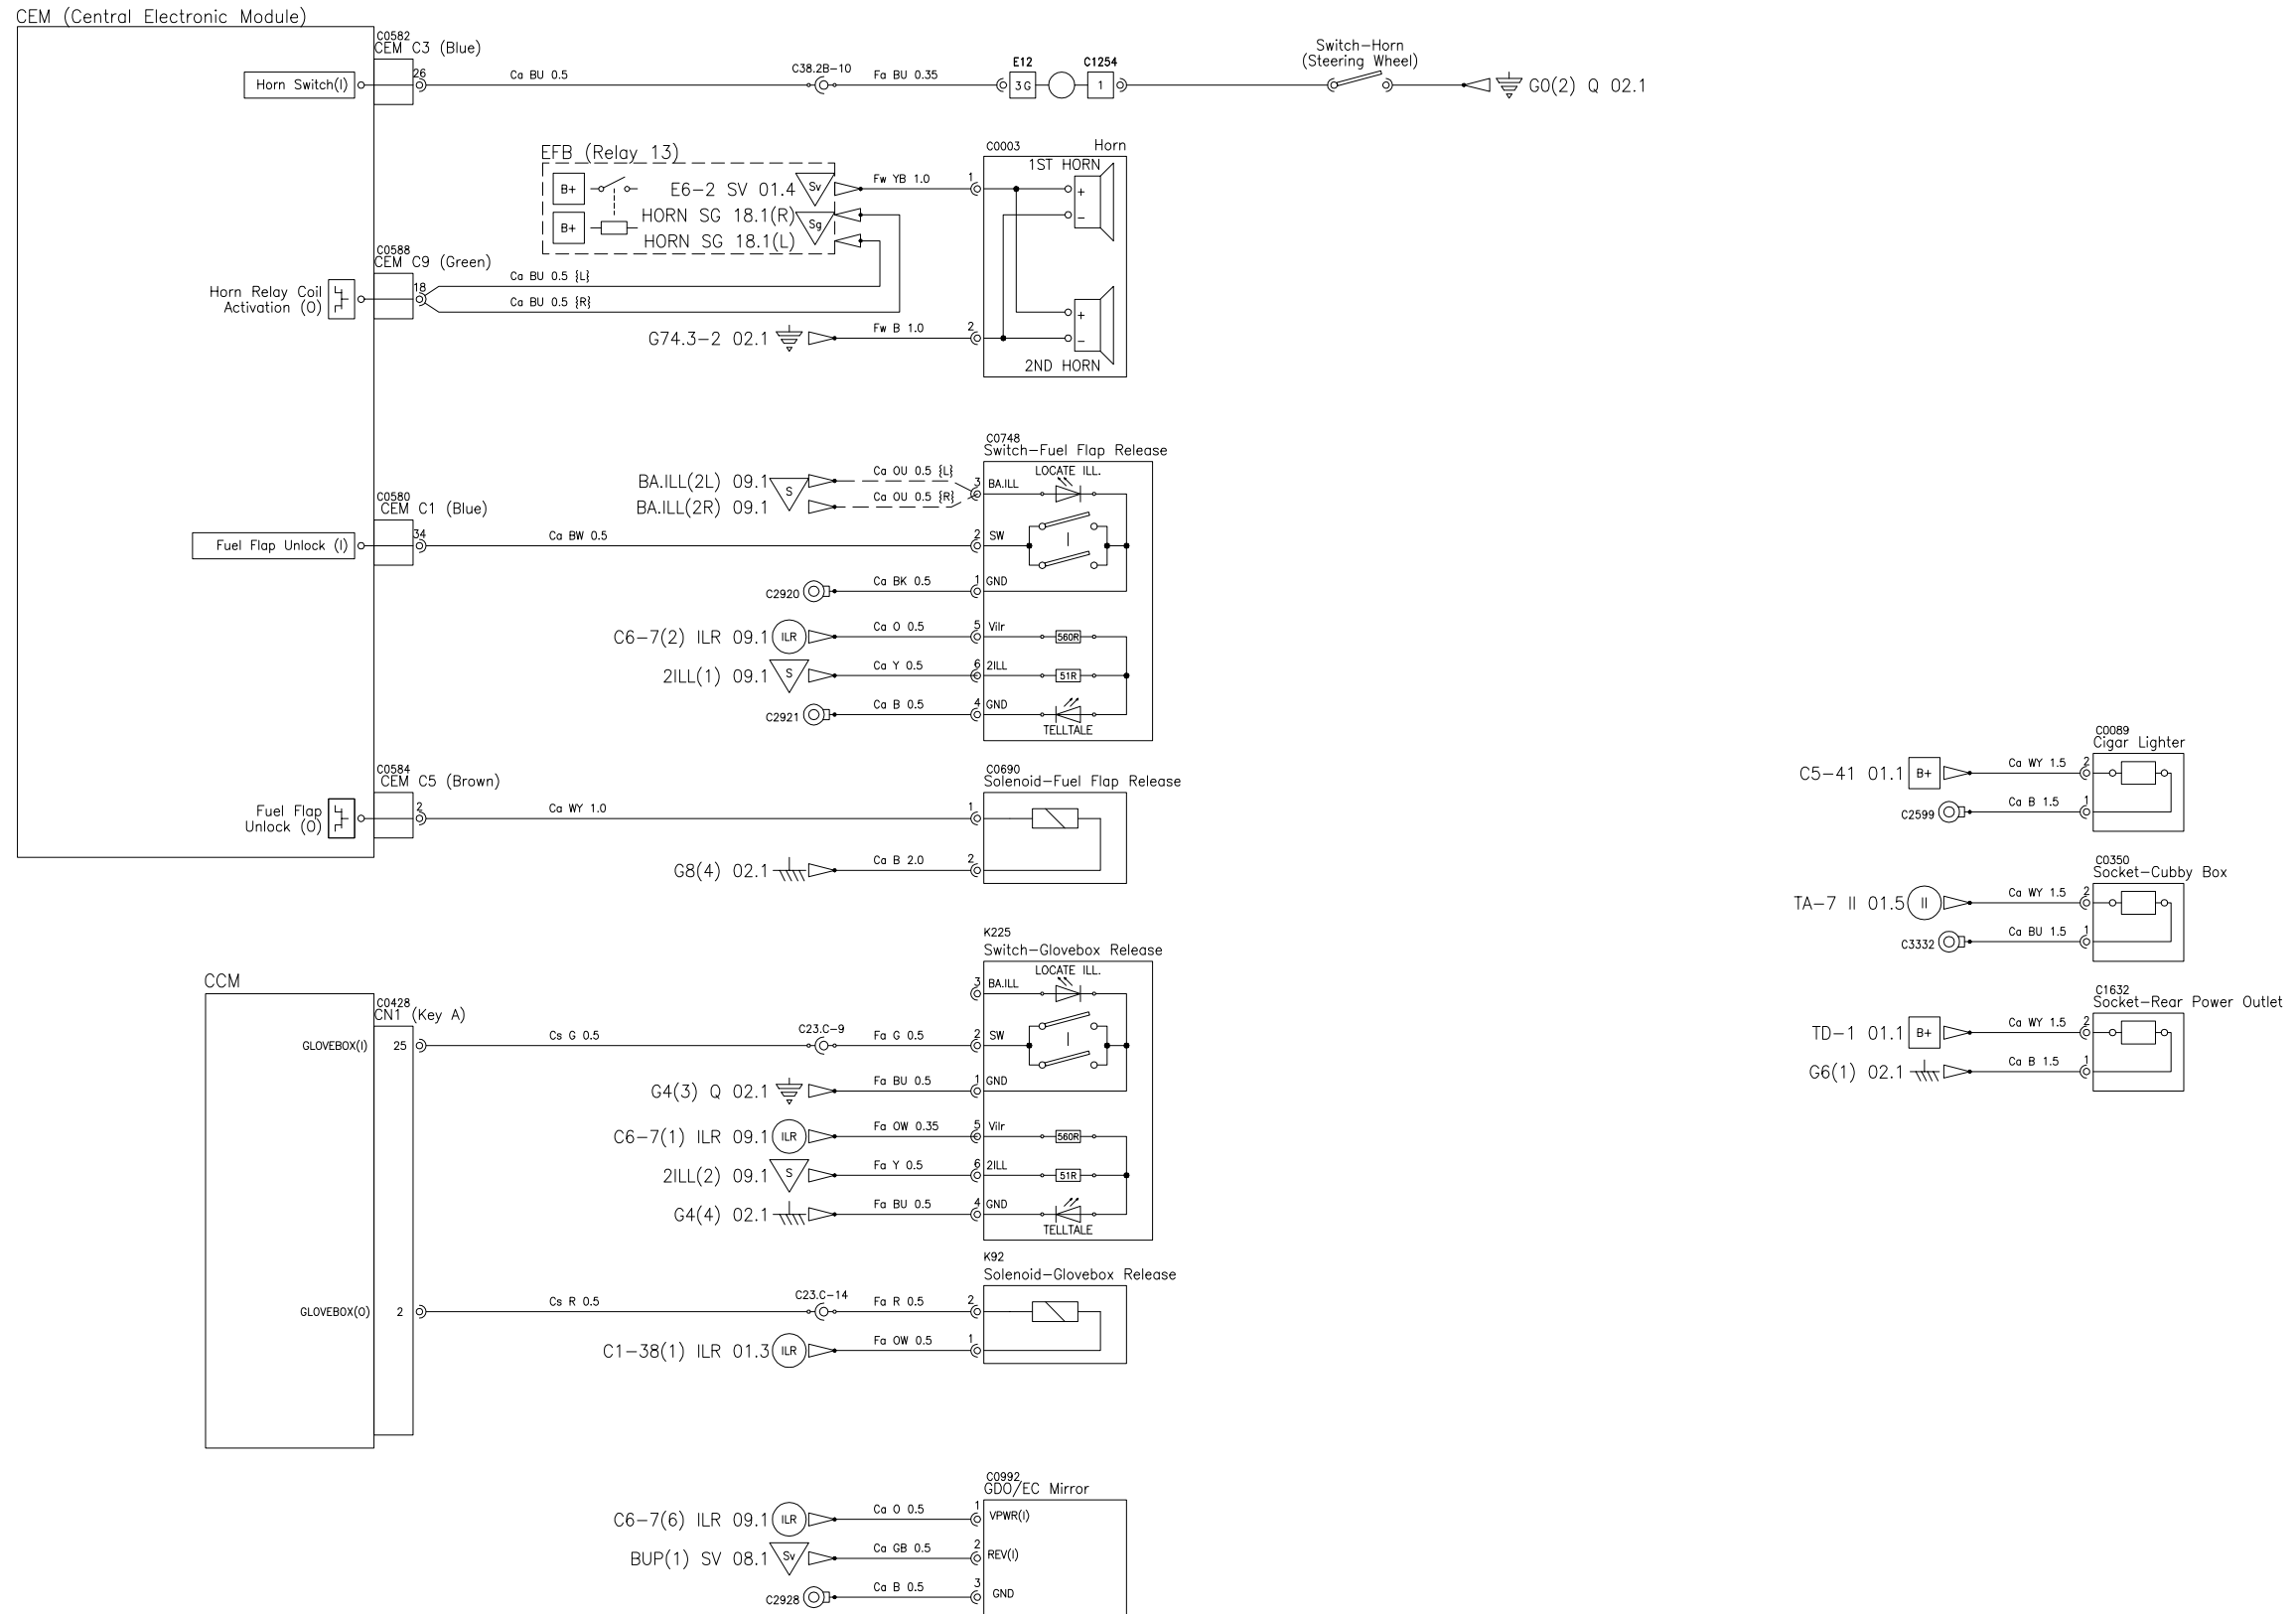 CEM (Central Electronic Module)
C0582
CEM C3 (Blue)
Horn Switch(I)
26
Ca BU 0.5
C38.2B-10
Fa BU 0.35
E12
3 G
C1254
1
Switch-Horn
(Steering Wheel)
G0(2) Q 02.1
EFB (Relay 13)
B+
E6-2 SV 01.4
Sv
B+
HORN SG 18.1(R)
Sg
HORN SG 18.1(L)
Fw YB 1.0
1
C0003
Horn
1ST HORN
+
−
C0588
CEM C9 (Green)
Horn Relay Coil
Activation (O)
18
Ca BU 0.5 {L}
Ca BU 0.5 {R}
G74.3-2 02.1
Fw B 1.0
2
+
−
2ND HORN
C0748
Switch-Fuel Flap Release
BA.ILL(2L) 09.1
BA.ILL(2R) 09.1
S
Ca OU 0.5 {L}
Ca OU 0.5 {R}
3
BA.ILL
LOCATE ILL.
C0580
CEM C1 (Blue)
Fuel Flap Unlock (I)
34
Ca BW 0.5
2
SW
C2920
Ca BK 0.5
1
GND
C6-7(2) ILR 09.1
ILR
Ca O 0.5
5
Vilr
560R
2ILL(1) 09.1
S
Ca Y 0.5
6
2ILL
51R
C2921
Ca B 0.5
4
GND
TELLTALE
C0584
CEM C5 (Brown)
Fuel Flap
Unlock (O)
2
Ca WY 1.0
C0690
Solenoid-Fuel Flap Release
1
G8(4) 02.1
Ca B 2.0
2
C0089
Cigar Lighter
C5-41 01.1
B+
Ca WY 1.5
2
C2599
Ca B 1.5
1
C0350
Socket-Cubby Box
TA-7 II 01.5
II
Ca WY 1.5
2
C3332
Ca BU 1.5
1
C1632
Socket-Rear Power Outlet
TD-1 01.1
B+
Ca WY 1.5
2
G6(1) 02.1
Ca B 1.5
1
CCM
C0428
CN1 (Key A)
GLOVEBOX(I)
25
Cs G 0.5
C23.C-9
Fa G 0.5
K225
Switch-Glovebox Release
3
BA.ILL
LOCATE ILL.
2
SW
G4(3) Q 02.1
Fa BU 0.5
1
GND
C6-7(1) ILR 09.1
ILR
Fa OW 0.35
5
Vilr
560R
2ILL(2) 09.1
S
Fa Y 0.5
6
2ILL
51R
G4(4) 02.1
Fa BU 0.5
4
GND
TELLTALE
K92
Solenoid-Glovebox Release
GLOVEBOX(O)
2
Cs R 0.5
C23.C-14
Fa R 0.5
2
C1-38(1) ILR 01.3
ILR
Fa OW 0.5
1
C0992
GDO/EC Mirror
C6-7(6) ILR 09.1
ILR
Ca O 0.5
1
VPWR(I)
BUP(1) SV 08.1
Sv
Ca GB 0.5
2
REV(I)
C2928
Ca B 0.5
3
GND